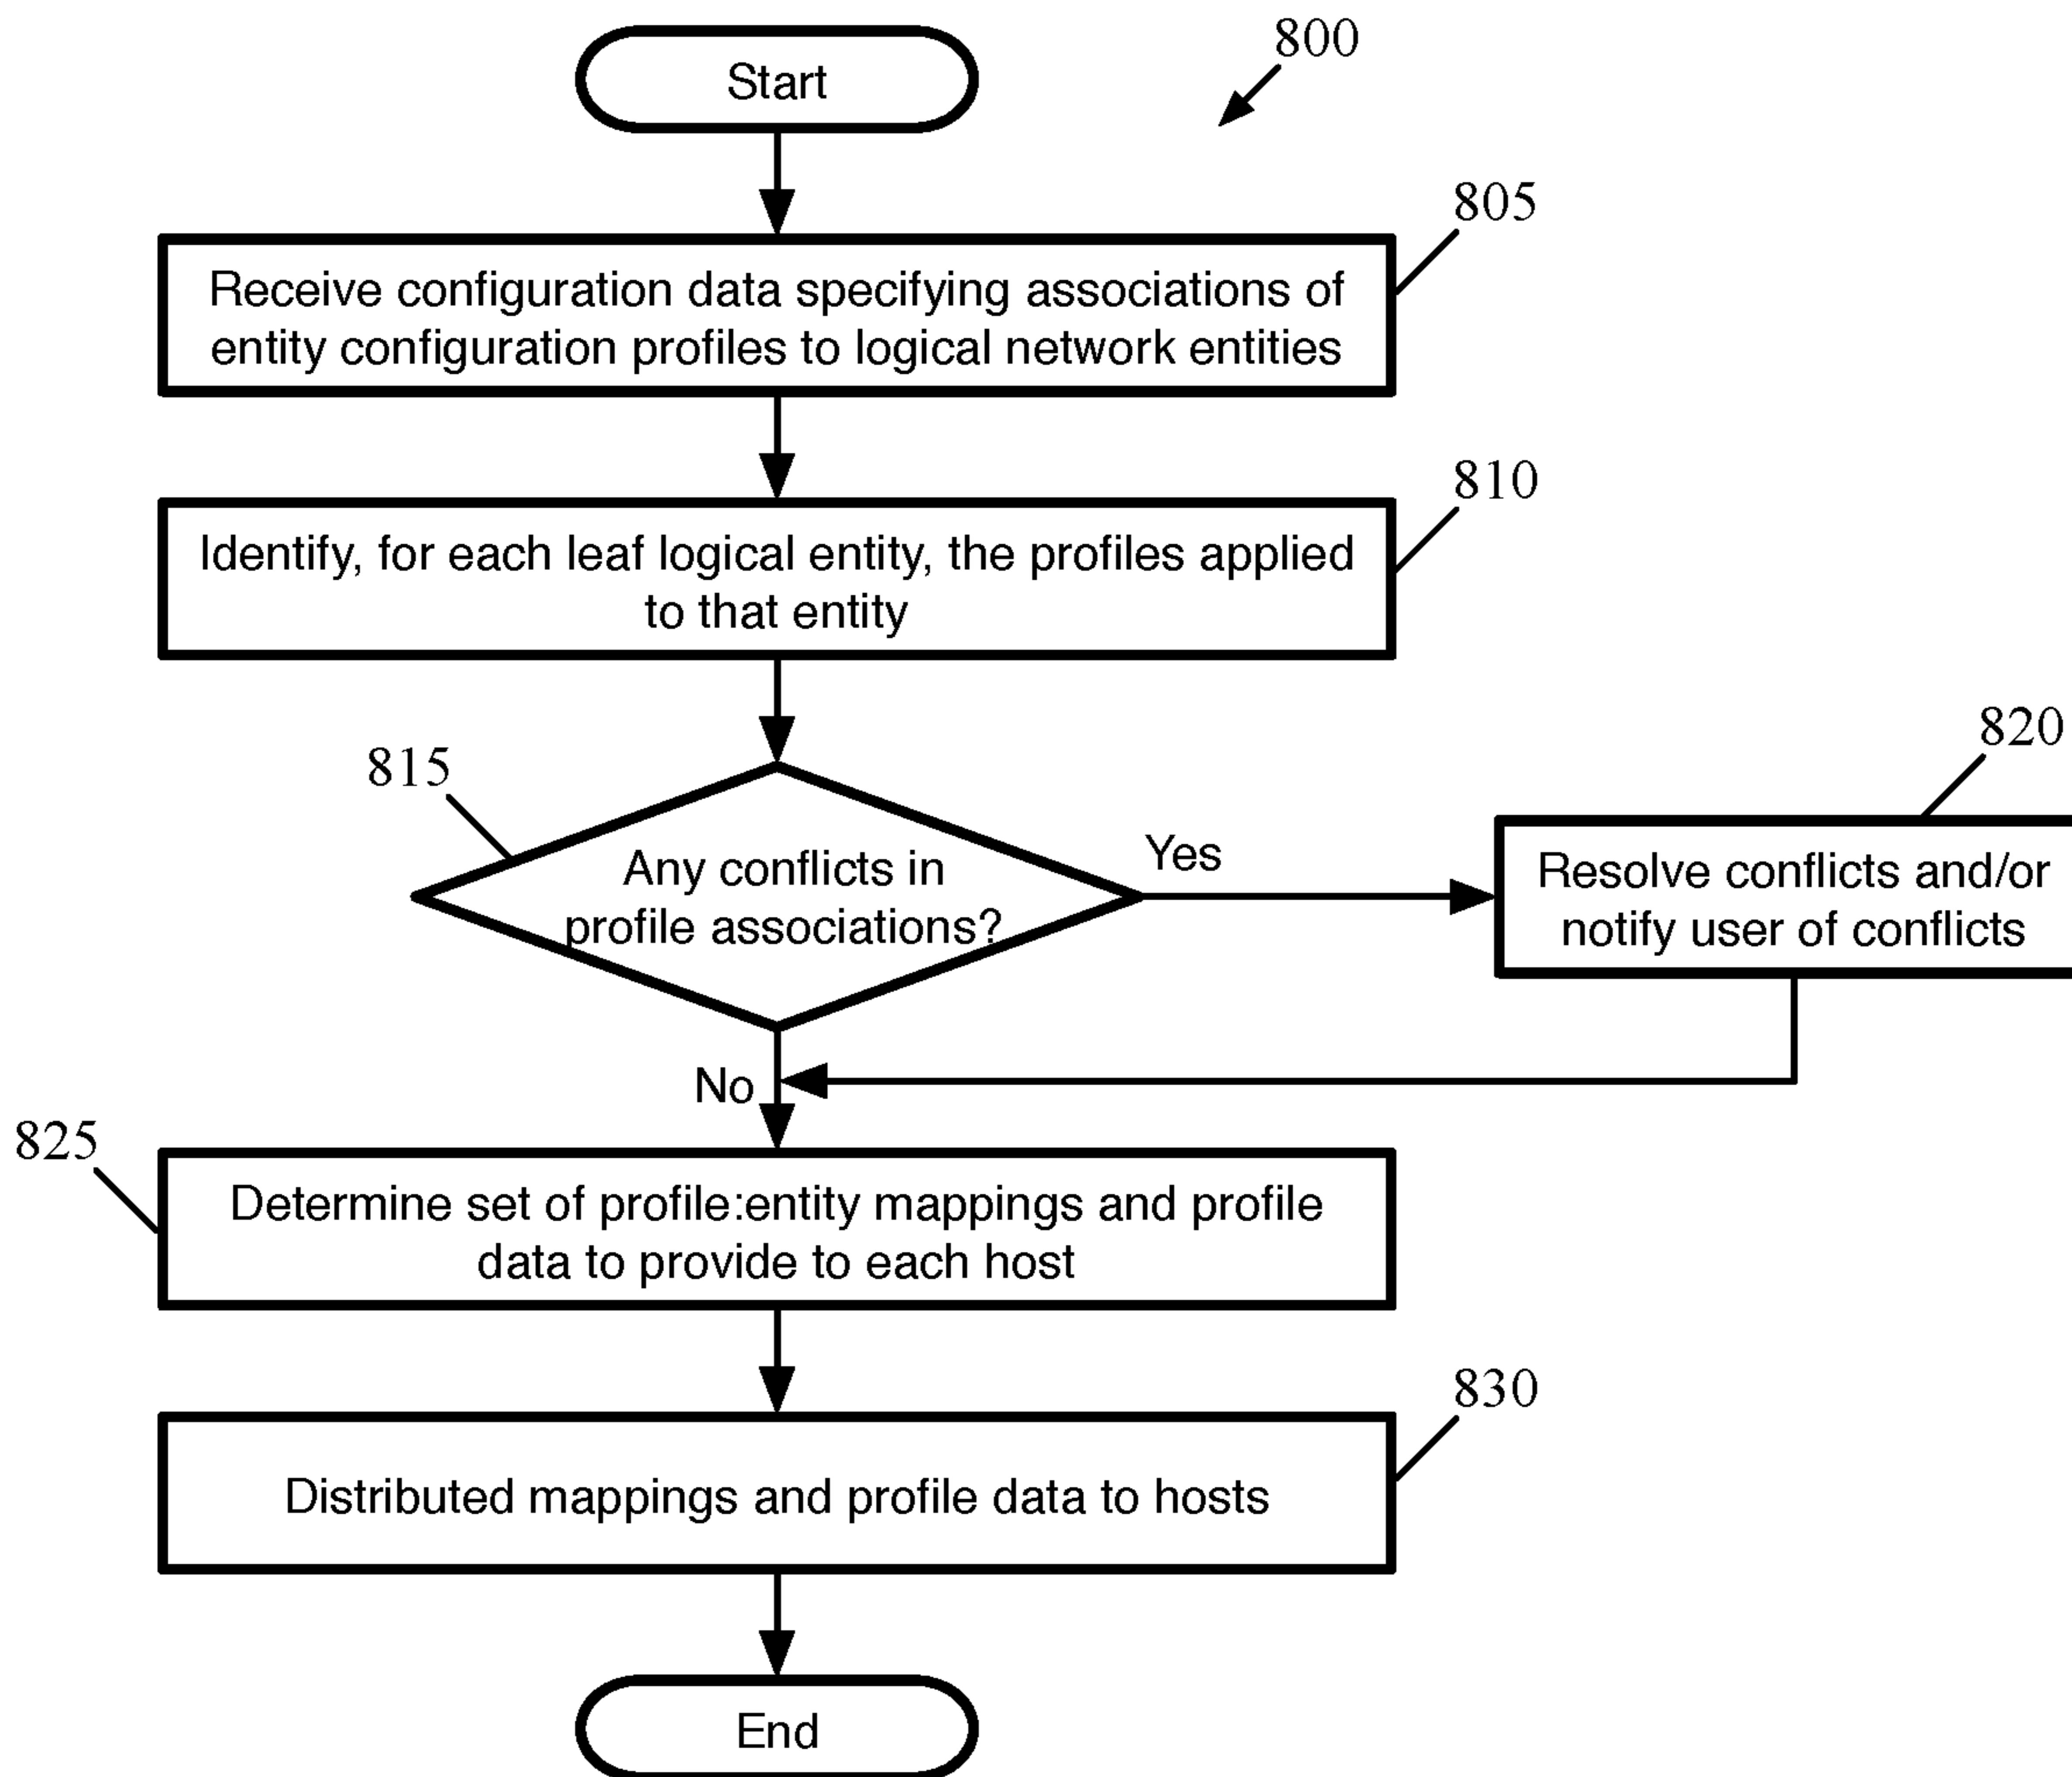 Start
800
805
Receive configuration data specifying associations of
entity configuration profiles to logical network entities
810
Identify, for each leaf logical entity, the profiles applied
to that entity
815
Any conflicts in
profile associations?
Yes
820
Resolve conflicts and/or
notify user of conflicts
No
825
Determine set of profile:entity mappings and profile
data to provide to each host
830
Distributed mappings and profile data to hosts
End